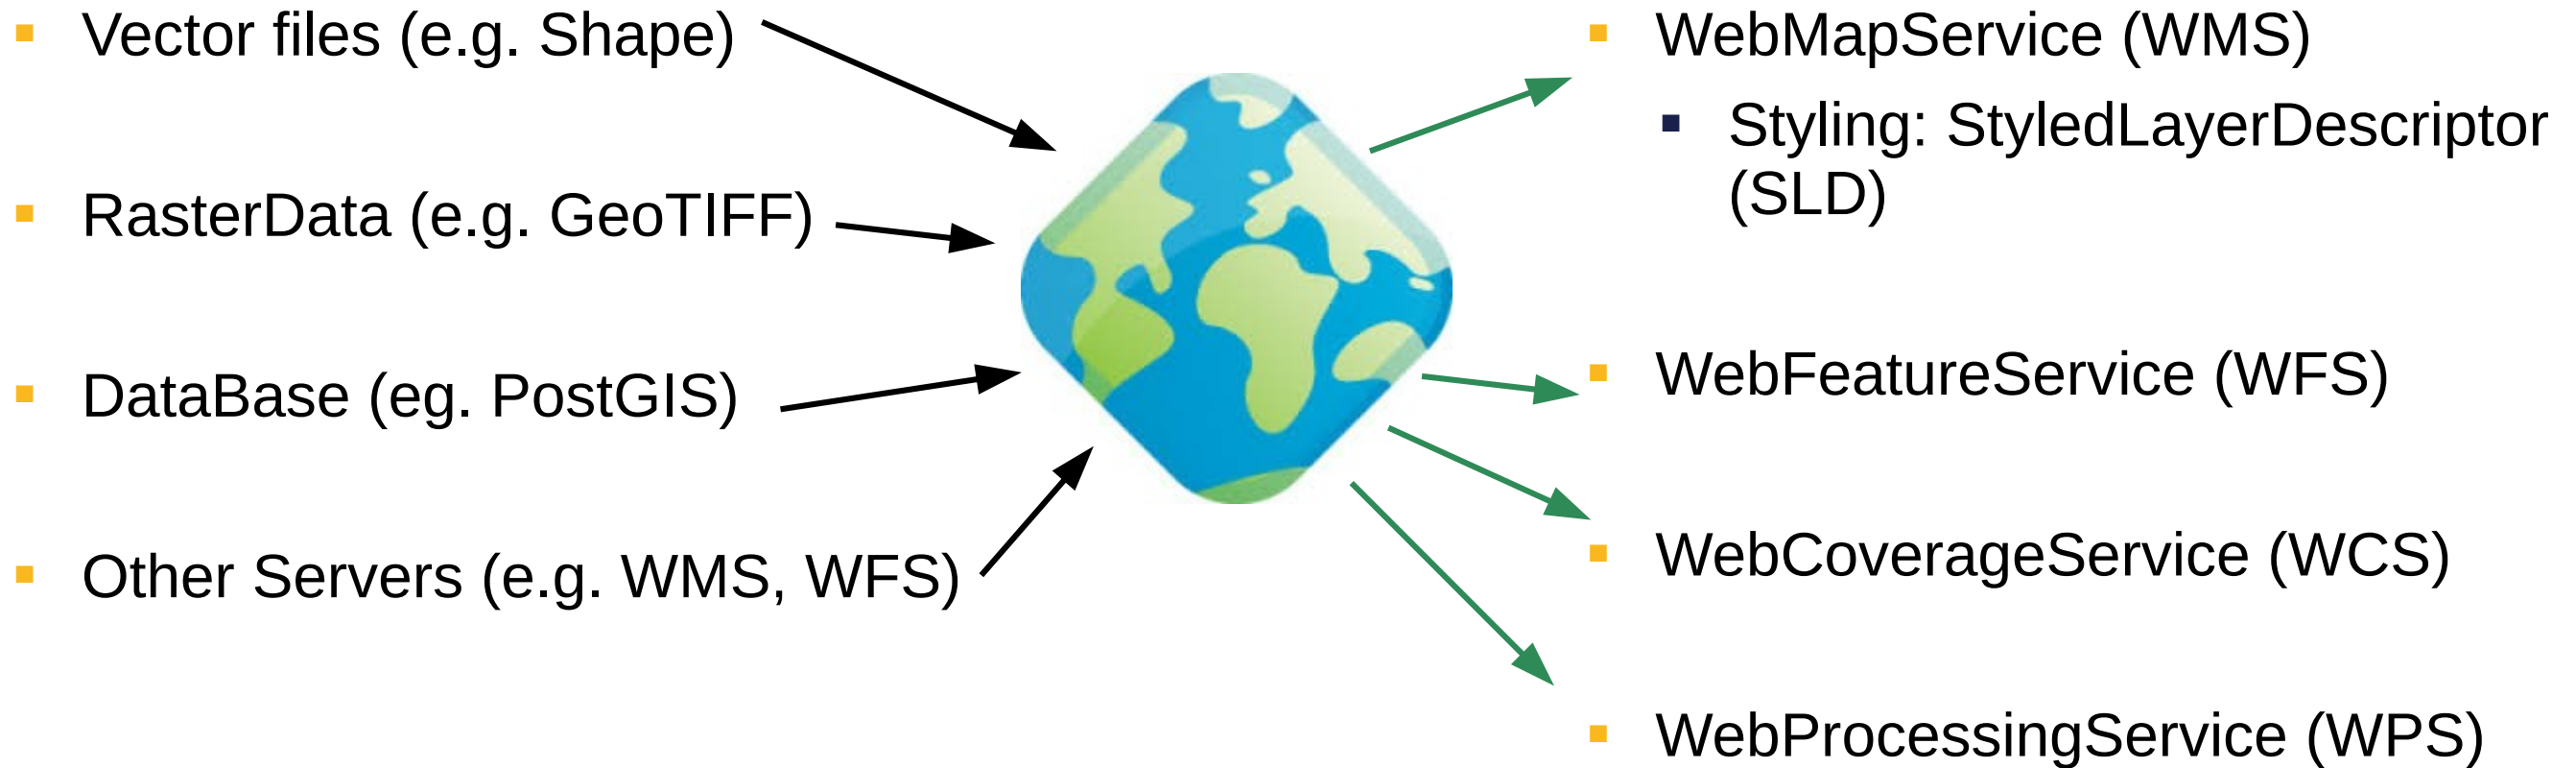 Vector files (e.g. Shape)
RasterData (e.g. GeoTIFF)
DataBase (eg. PostGIS)
Other Servers (e.g. WMS, WFS)
WebMapService (WMS)
Styling: StyledLayerDescriptor
(SLD)
WebFeatureService (WFS)
WebCoverageService (WCS)
WebProcessingService (WPS)